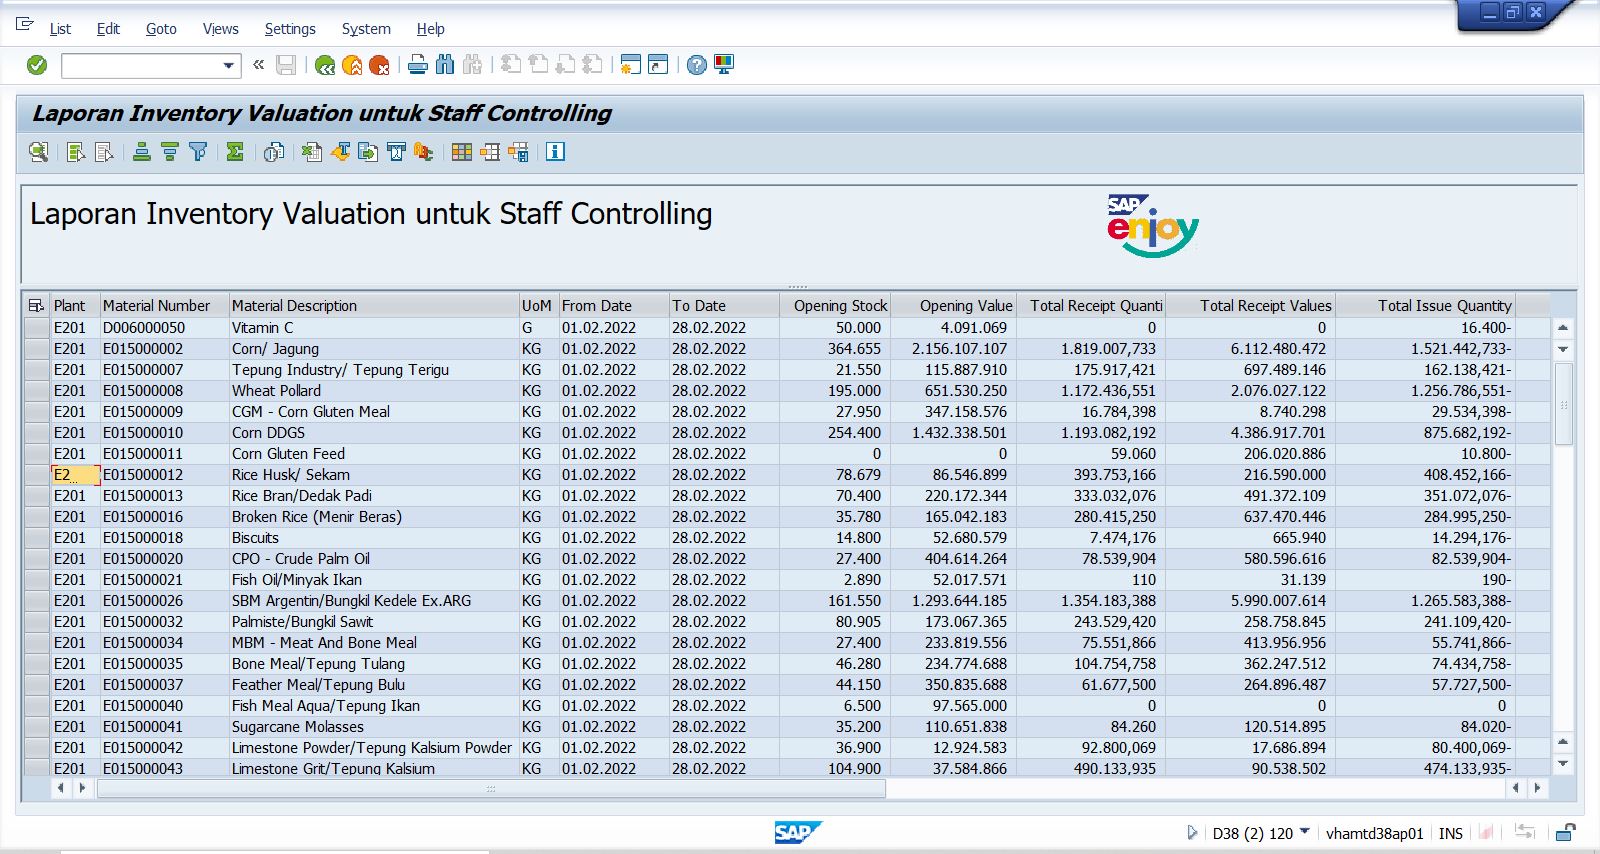 List Edit Goto Views Settings System Help
Laporan Inventory Valuation untuk Staff Controlling
Laporan Inventory Valuation untuk Staff Controlling
SAP
enjoy
Plant Material Number Material Description UoM From Date To Date Opening Stock Opening Value Total Receipt Quanti Total Receipt Values Total Issue Quantity
E201 D006000050 Vitamin C G 01.02.2022 28.02.2022 50.000 4.091.069 0 0 16.400-
E201 E015000002 Corn/ Jagung KG 01.02.2022 28.02.2022 364.655 2.156.107.107 1.819.007,733 6.112.480.472 1.521.442,733-
E201 E015000007 Tepung Industry/ Tepung Terigu KG 01.02.2022 28.02.2022 21.550 115.887.910 175.917,421 697.489.146 162.138,421-
E201 E015000008 Wheat Pollard KG 01.02.2022 28.02.2022 195.000 651.530.250 1.172.436,551 2.076.027.122 1.256.786,551-
E201 E015000009 CGM - Corn Gluten Meal KG 01.02.2022 28.02.2022 27.950 347.158.576 16.784,398 8.740.298 29.534,398-
E201 E015000010 Corn DDGS KG 01.02.2022 28.02.2022 254.400 1.432.338.501 1.193.082,192 4.386.917.701 875.682,192-
E201 E015000011 Corn Gluten Feed KG 01.02.2022 28.02.2022 0 0 59.060 206.020.886 10.800-
E2... E015000012 Rice Husk/ Sekam KG 01.02.2022 28.02.2022 78.679 86.546.899 393.753,166 216.590.000 408.452,166-
E201 E015000013 Rice Bran/Dedak Padi KG 01.02.2022 28.02.2022 70.400 220.172.344 333.032,076 491.372.109 351.072,076-
E201 E015000016 Broken Rice (Menir Beras) KG 01.02.2022 28.02.2022 35.780 165.042.183 280.415,250 637.470.446 284.995,250-
E201 E015000018 Biscuits KG 01.02.2022 28.02.2022 14.800 52.680.579 7.474,176 665.940 14.294,176-
E201 E015000020 CPO - Crude Palm Oil KG 01.02.2022 28.02.2022 27.400 404.614.264 78.539,904 580.596.616 82.539,904-
E201 E015000021 Fish Oil/Minyak Ikan KG 01.02.2022 28.02.2022 2.890 52.017.571 110 31.139 190-
E201 E015000026 SBM Argentin/Bungkil Kedele Ex.ARG KG 01.02.2022 28.02.2022 161.550 1.293.644.185 1.354.183,388 5.990.007.614 1.265.583,388-
E201 E015000032 Palmiste/Bungkil Sawit KG 01.02.2022 28.02.2022 80.905 173.067.365 243.529,420 258.758.845 241.109,420-
E201 E015000034 MBM - Meat And Bone Meal KG 01.02.2022 28.02.2022 27.400 233.819.556 75.551,866 413.956.956 55.741,866-
E201 E015000035 Bone Meal/Tepung Tulang KG 01.02.2022 28.02.2022 46.280 234.774.688 104.754,758 362.247.512 74.434,758-
E201 E015000037 Feather Meal/Tepung Bulu KG 01.02.2022 28.02.2022 44.150 350.835.688 61.677,500 264.896.487 57.727,500-
E201 E015000040 Fish Meal Aqua/Tepung Ikan KG 01.02.2022 28.02.2022 6.500 97.565.000 0 0 0
E201 E015000041 Sugarcane Molasses KG 01.02.2022 28.02.2022 35.200 110.651.838 84.260 120.514.895 84.020-
E201 E015000042 Limestone Powder/Tepung Kalsium Powder KG 01.02.2022 28.02.2022 36.900 12.924.583 92.800,069 17.686.894 80.400,069-
E201 E015000043 Limestone Grit/Tepung Kalsium KG 01.02.2022 28.02.2022 104.900 37.584.866 490.133,935 90.538.502 474.133,935-
SAP D38 (2) 120 vhamtd38ap01 INS